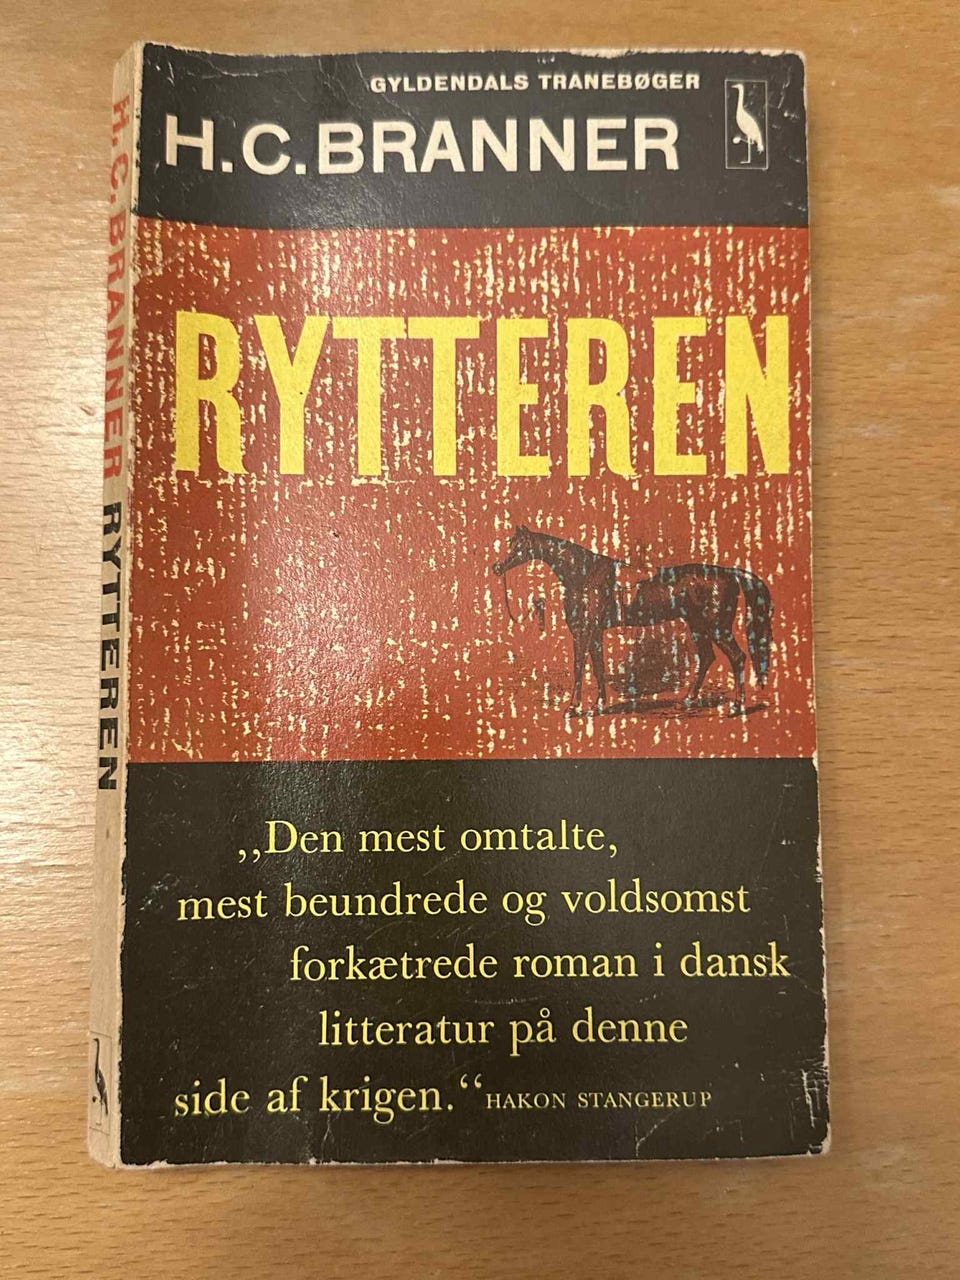 GYLDENDALS TRANEBØGER
H.C.BRANNER
RYTTEREN
„Den mest omtalte,
mest beundrede og voldsomst
forkætrede roman i dansk
litteratur på denne
side af krigen.“ HAKON STANGERUP
H.C. BRANNER RYTTEREN